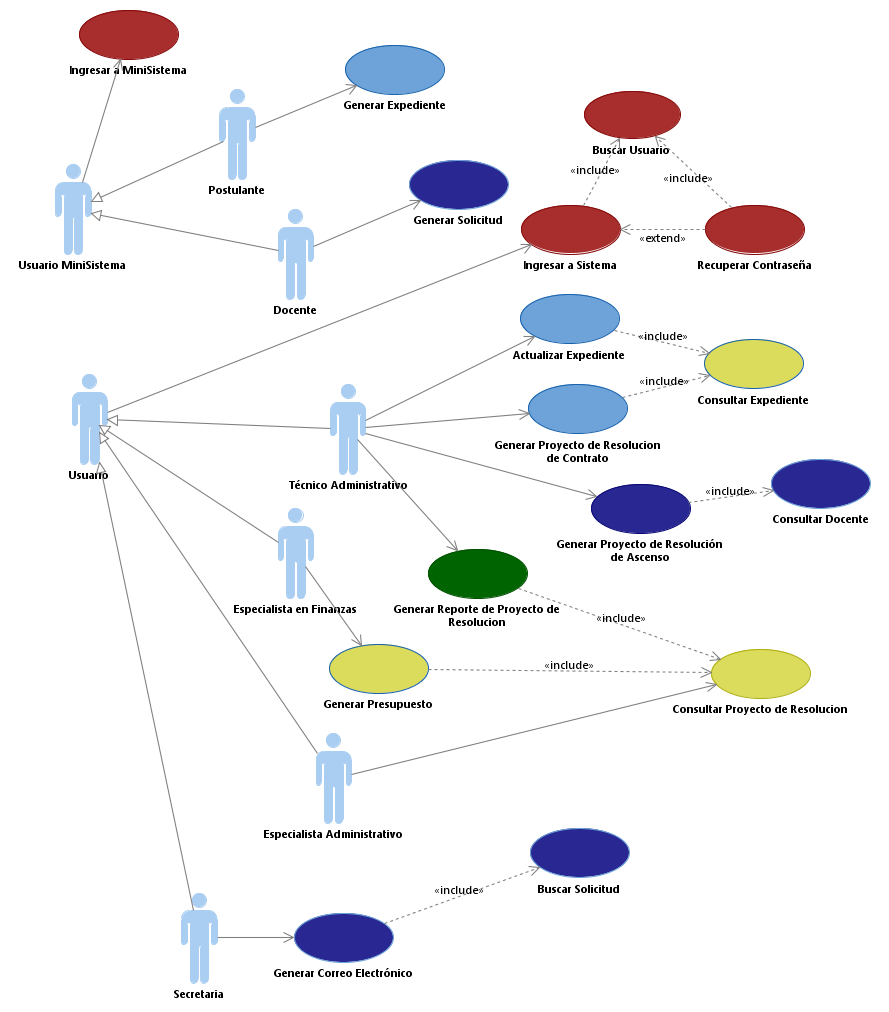 Ingresar a MiniSistema
Generar Expediente
Postulante
Buscar Usuario
«include»
«include»
Generar Solicitud
Usuario MiniSistema
Ingresar a Sistema
«extend»
Recuperar Contraseña
Docente
Actualizar Expediente
«include»
Consultar Expediente
«include»
Generar Proyecto de Resolucion
de Contrato
Usuario
Técnico Administrativo
«include»
Consultar Docente
Generar Proyecto de Resolución
de Ascenso
Especialista en Finanzas
Generar Reporte de Proyecto de
Resolucion
«include»
«include»
Generar Presupuesto
Consultar Proyecto de Resolucion
Especialista Administrativo
«include»
Buscar Solicitud
Generar Correo Electrónico
Secretaria